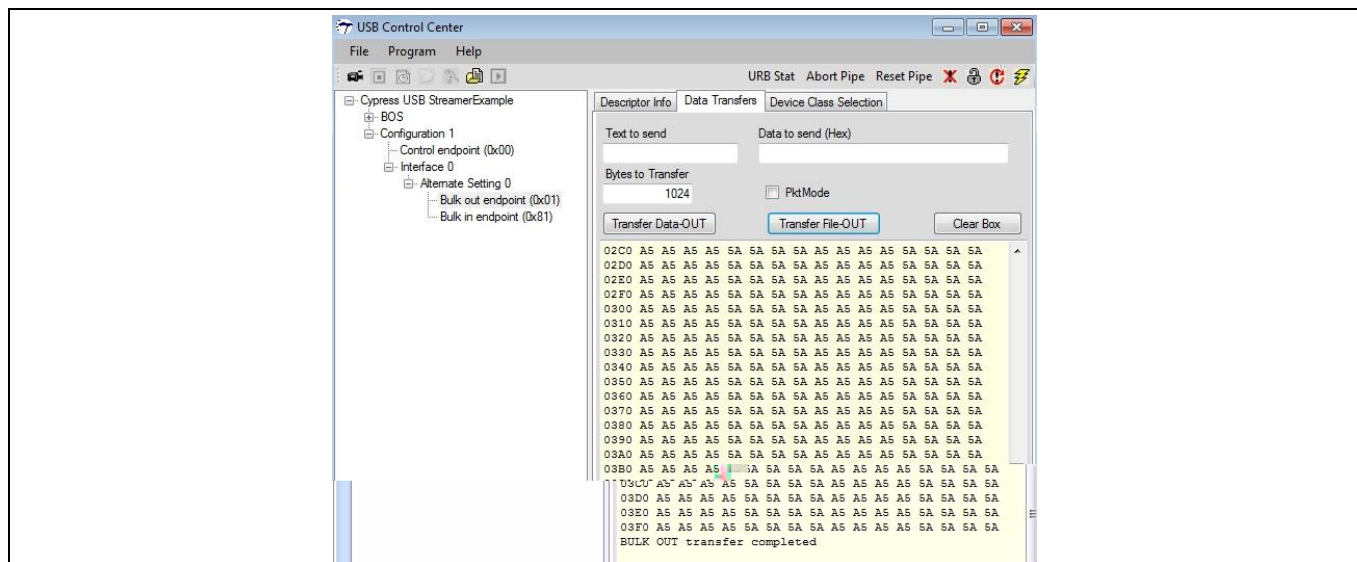 USB Control Center
File Program Help
URB Stat Abort Pipe Reset Pipe
Cypress USB StreamerExample
BOS
Configuration 1
Control endpoint (0x00)
Interface 0
Alternate Setting 0
Bulk out endpoint (0x01)
Bulk in endpoint (0x81)
Descriptor Info Data Transfers Device Class Selection
Text to send Data to send (Hex)
Bytes to Transfer
1024 PktMode
Transfer Data-OUT Transfer File-OUT Clear Box
02C0 A5 A5 A5 A5 5A 5A 5A 5A A5 A5 A5 A5 5A 5A 5A 5A
02D0 A5 A5 A5 A5 5A 5A 5A 5A A5 A5 A5 A5 5A 5A 5A 5A
02E0 A5 A5 A5 A5 5A 5A 5A 5A A5 A5 A5 A5 5A 5A 5A 5A
02F0 A5 A5 A5 A5 5A 5A 5A 5A A5 A5 A5 A5 5A 5A 5A 5A
0300 A5 A5 A5 A5 5A 5A 5A 5A A5 A5 A5 A5 5A 5A 5A 5A
0310 A5 A5 A5 A5 5A 5A 5A 5A A5 A5 A5 A5 5A 5A 5A 5A
0320 A5 A5 A5 A5 5A 5A 5A 5A A5 A5 A5 A5 5A 5A 5A 5A
0330 A5 A5 A5 A5 5A 5A 5A 5A A5 A5 A5 A5 5A 5A 5A 5A
0340 A5 A5 A5 A5 5A 5A 5A 5A A5 A5 A5 A5 5A 5A 5A 5A
0350 A5 A5 A5 A5 5A 5A 5A 5A A5 A5 A5 A5 5A 5A 5A 5A
0360 A5 A5 A5 A5 5A 5A 5A 5A A5 A5 A5 A5 5A 5A 5A 5A
0370 A5 A5 A5 A5 5A 5A 5A 5A A5 A5 A5 A5 5A 5A 5A 5A
0380 A5 A5 A5 A5 5A 5A 5A 5A A5 A5 A5 A5 5A 5A 5A 5A
0390 A5 A5 A5 A5 5A 5A 5A 5A A5 A5 A5 A5 5A 5A 5A 5A
03A0 A5 A5 A5 A5 5A 5A 5A 5A A5 A5 A5 A5 5A 5A 5A 5A
03B0 A5 A5 A5 A5 5A 5A 5A A5 A5 A5 A5 5A 5A 5A 5A
03C0 A5 A5 A5 A5 5A 5A 5A 5A A5 A5 A5 A5 5A 5A 5A 5A
03D0 A5 A5 A5 A5 5A 5A 5A 5A A5 A5 A5 A5 5A 5A 5A 5A
03E0 A5 A5 A5 A5 5A 5A 5A 5A A5 A5 A5 A5 5A 5A 5A 5A
03F0 A5 A5 A5 A5 5A 5A 5A 5A A5 A5 A5 A5 5A 5A 5A 5A
BULK OUT transfer completed